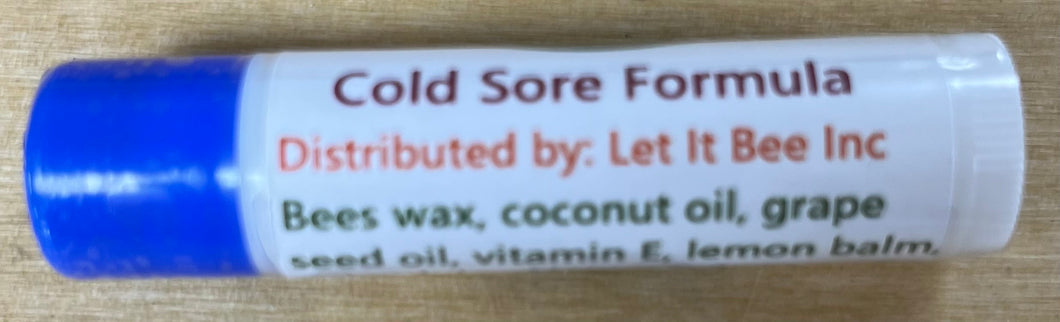 Cold Sore Formula
Distributed by: Let It Bee Inc
Bees wax, coconut oil, grape
seed oil, vitamin E, lemon balm,